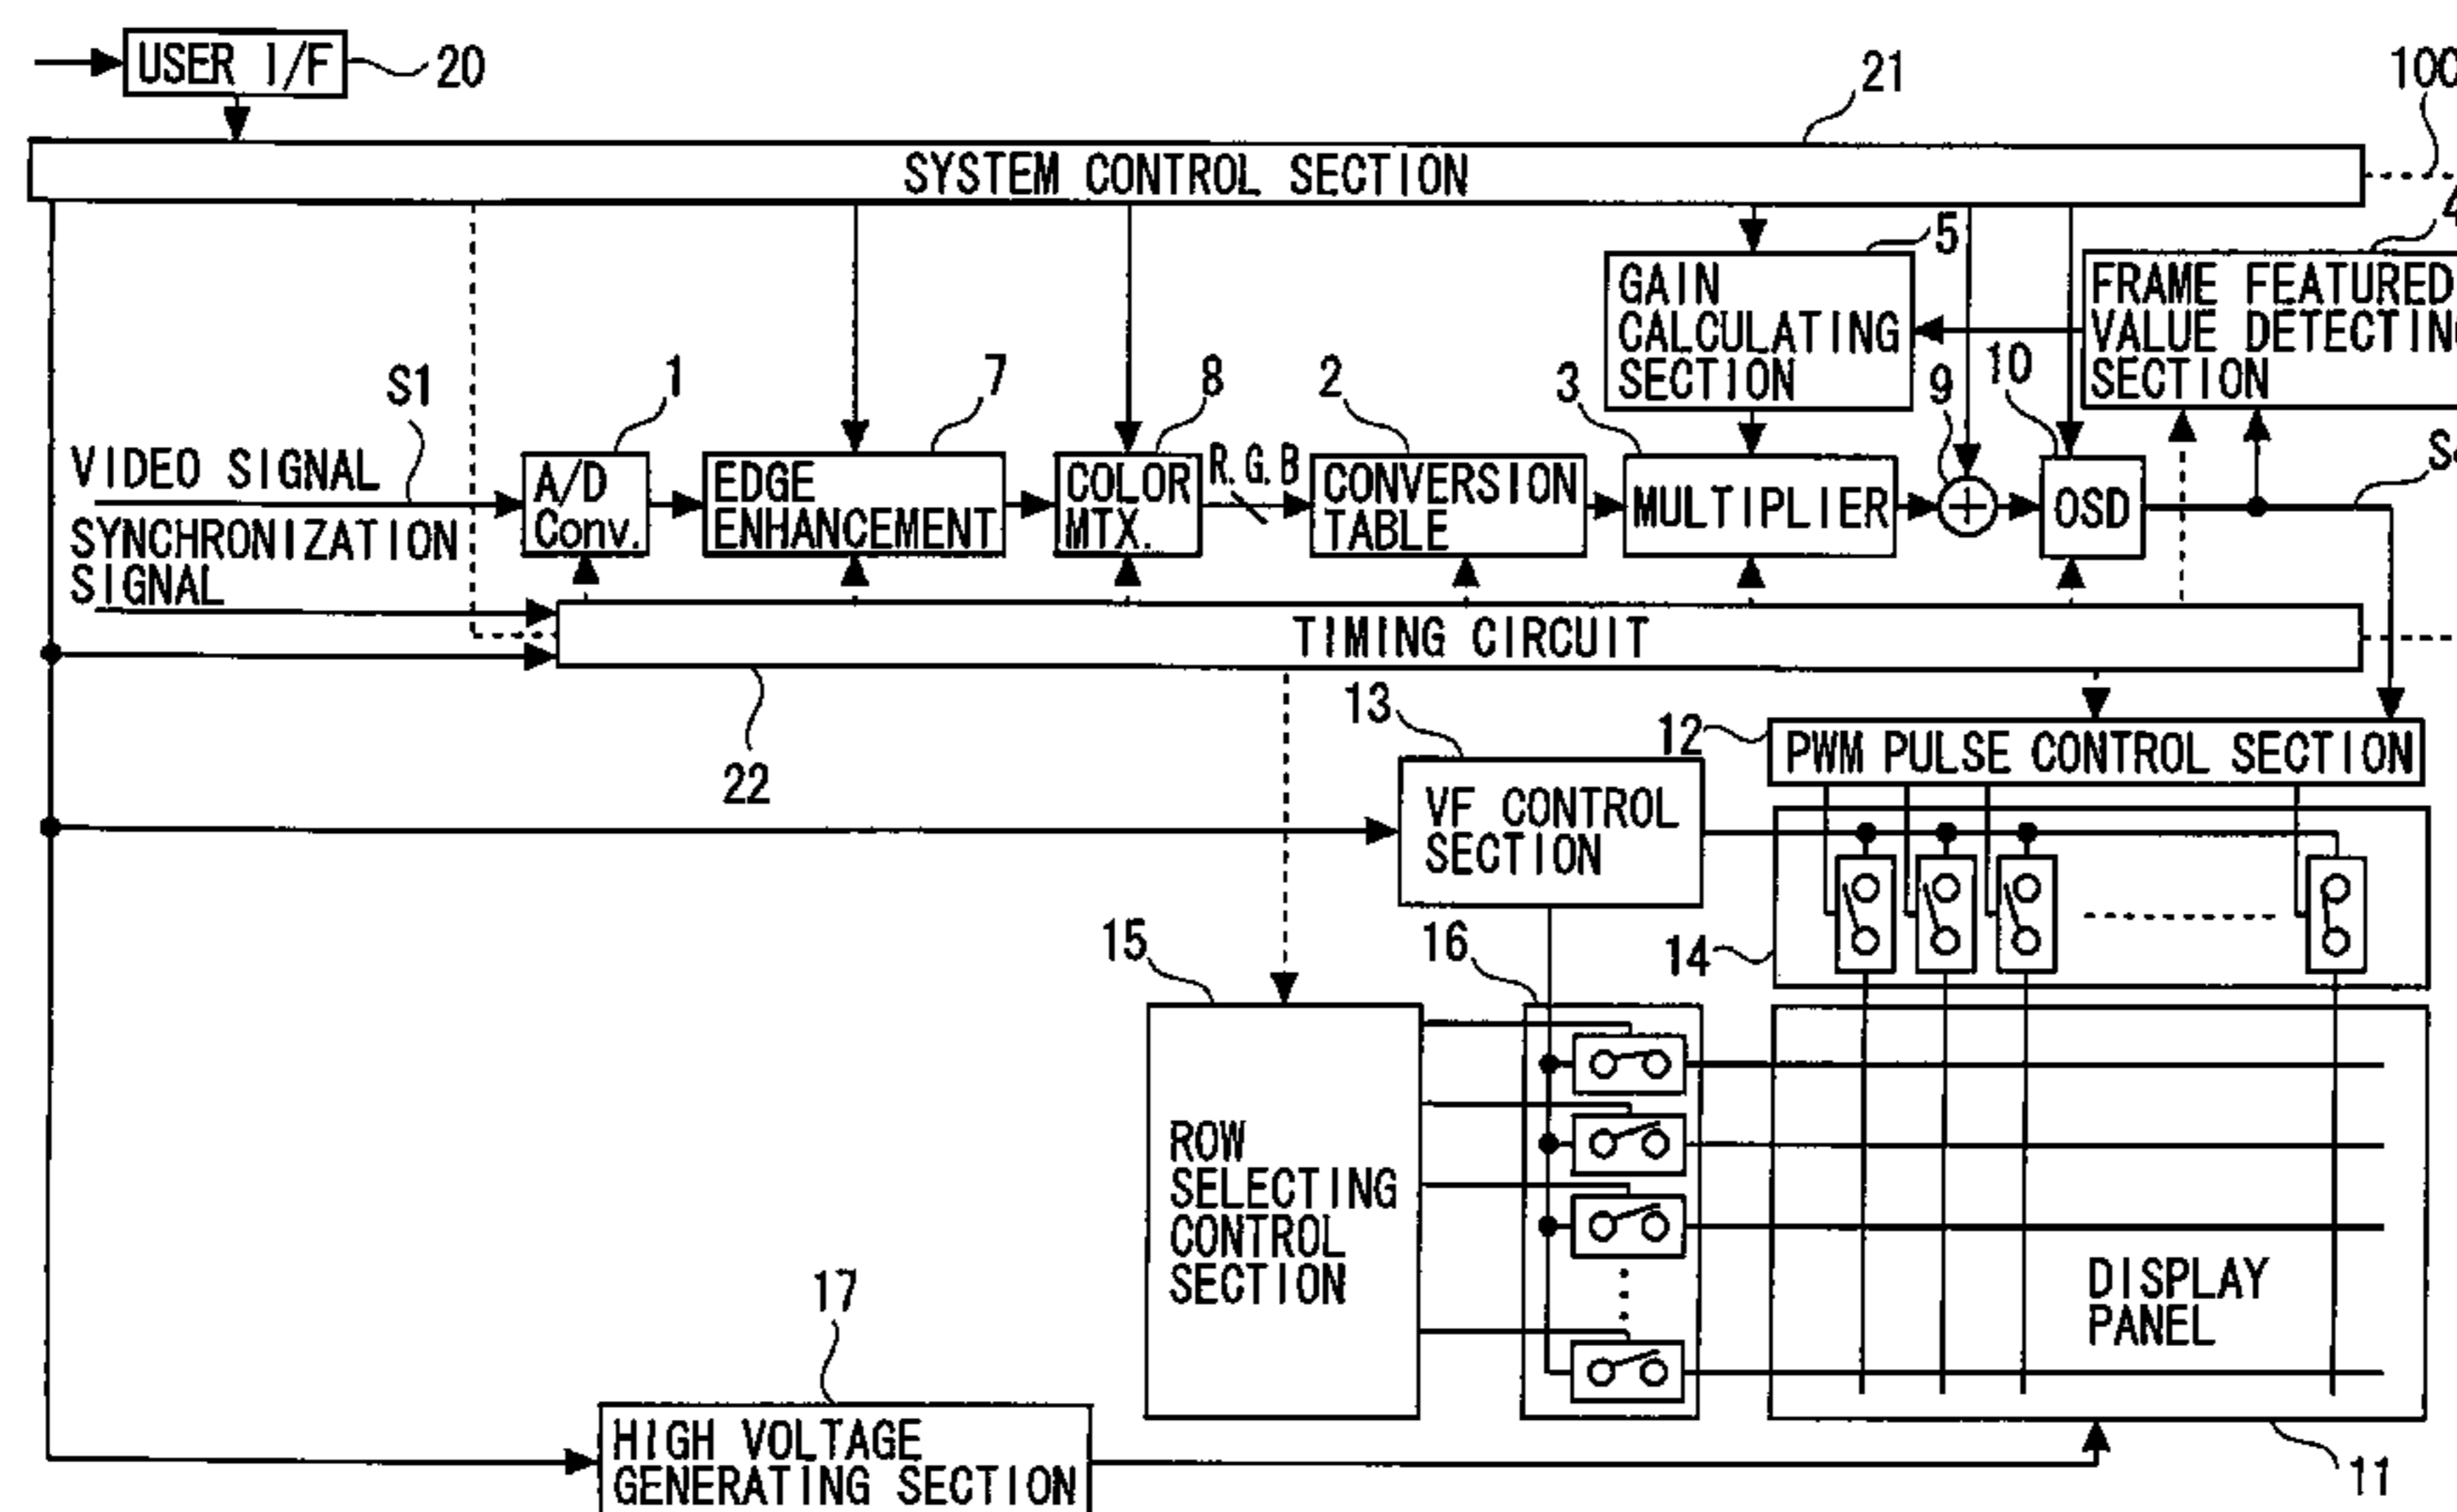 USER I/F
20
21
100
SYSTEM CONTROL SECTION
4
5
GAIN
CALCULATING
SECTION
FRAME FEATURED
VALUE DETECTING
SECTION
S1
1
7
8
2
3
9
10
VIDEO SIGNAL
A/D
Conv.
EDGE
ENHANCEMENT
COLOR
MTX.
R.G.B
CONVERSION
TABLE
MULTIPLIER
OSD
SYNCHRONIZATION
SIGNAL
TIMING CIRCUIT
22
13
12
PWM PULSE CONTROL SECTION
VF CONTROL
SECTION
15
16
14
ROW
SELECTING
CONTROL
SECTION
DISPLAY
PANEL
17
HIGH VOLTAGE
GENERATING SECTION
11